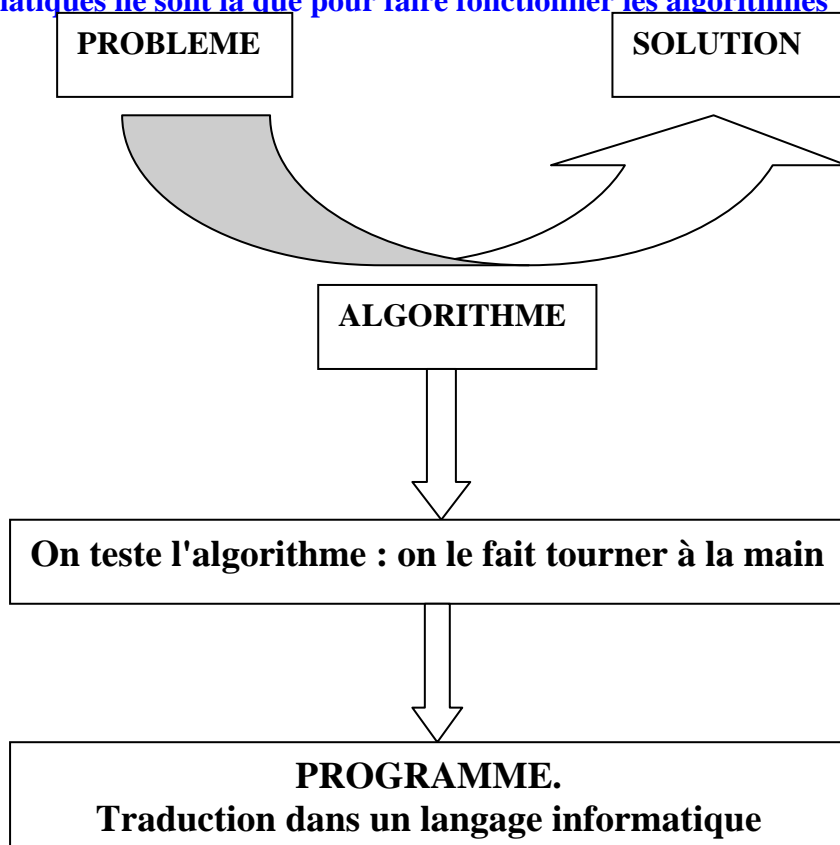 matiques ne sont là que pour faire fonctionner les algorithmes
PROBLEME
SOLUTION
ALGORITHME
On teste l'algorithme : on le fait tourner à la main
PROGRAMME.
Traduction dans un langage informatique